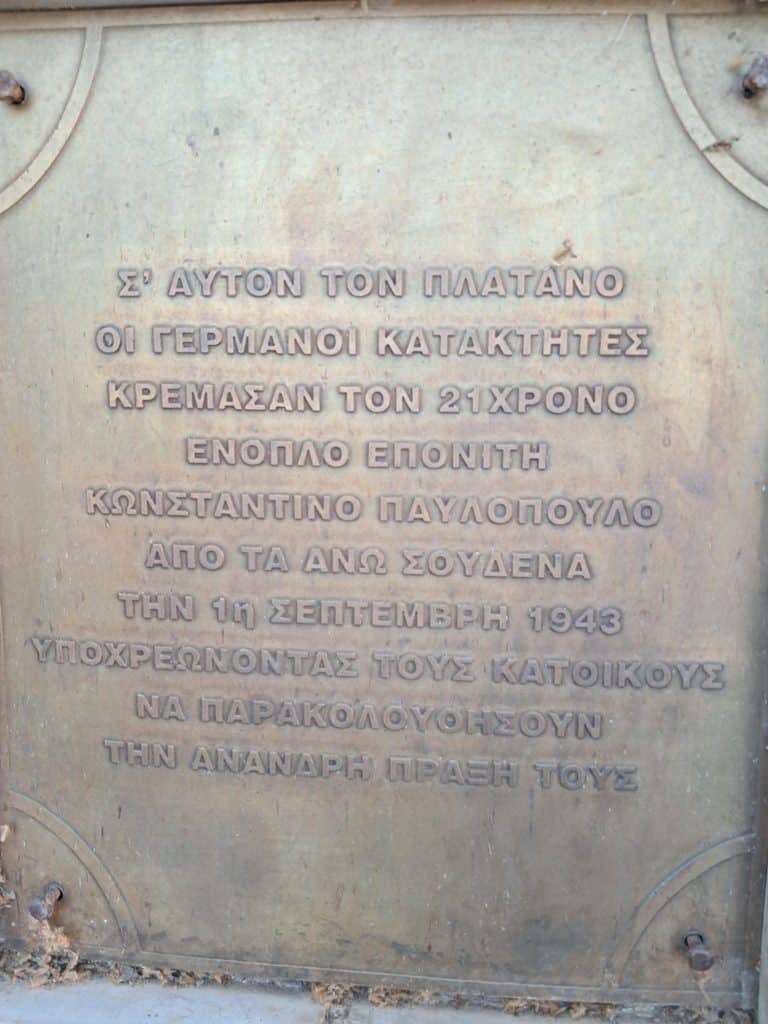 Σ' ΑΥΤΟΝ ΤΟΝ ΠΛΑΤΑΝΟ
ΟΙ ΓΕΡΜΑΝΟΙ ΚΑΤΑΚΤΗΤΕΣ
ΚΡΕΜΑΣΑΝ ΤΟΝ 21ΧΡΟΝΟ
ΕΝΟΠΛΟ ΕΠΟΝΙΤΗ
ΚΩΝΣΤΑΝΤΙΝΟ ΠΑΥΛΟΠΟΥΛΟ
ΑΠΟ ΤΑ ΑΝΩ ΣΟΥΔΕΝΑ
ΤΗΝ 1η ΣΕΠΤΕΜΒΡΗ 1943
ΥΠΟΧΡΕΩΝΟΝΤΑΣ ΤΟΥΣ ΚΑΤΟΙΚΟΥΣ
ΝΑ ΠΑΡΑΚΟΛΟΥΘΗΣΟΥΝ
ΤΗΝ ΑΝΑΝΔΡΗ ΠΡΑΞΗ ΤΟΥΣ